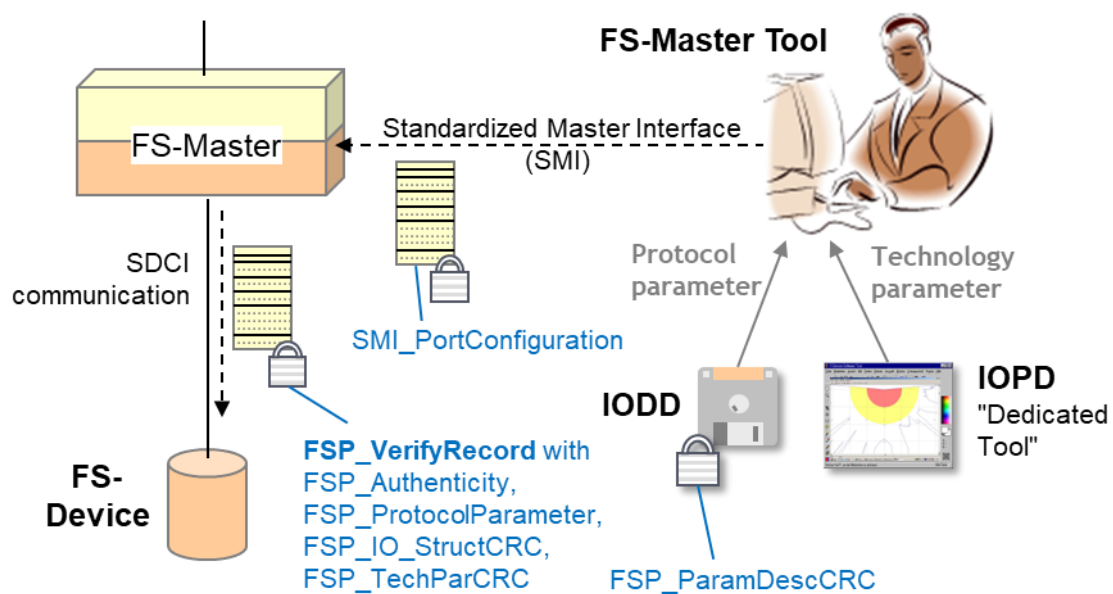 FS-Master Tool
FS-Master
Standardized Master Interface
(SMI)
SDCI
communication
Protocol
parameter
Technology
parameter
SMI_PortConfiguration
IODD
IOPD
"Dedicated
Tool"
FS-
Device
FSP_VerifyRecord with
FSP_Authenticity,
FSP_ProtocolParameter,
FSP_IO_StructCRC,
FSP_TechParCRC
FSP_ParamDescCRC